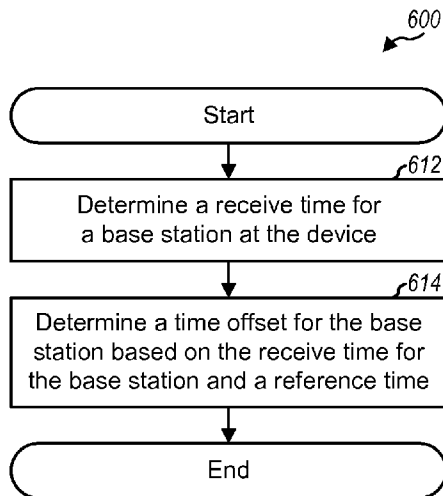 600
Start
612
Determine a receive time for
a base station at the device
614
Determine a time offset for the base
station based on the receive time for
the base station and a reference time
End